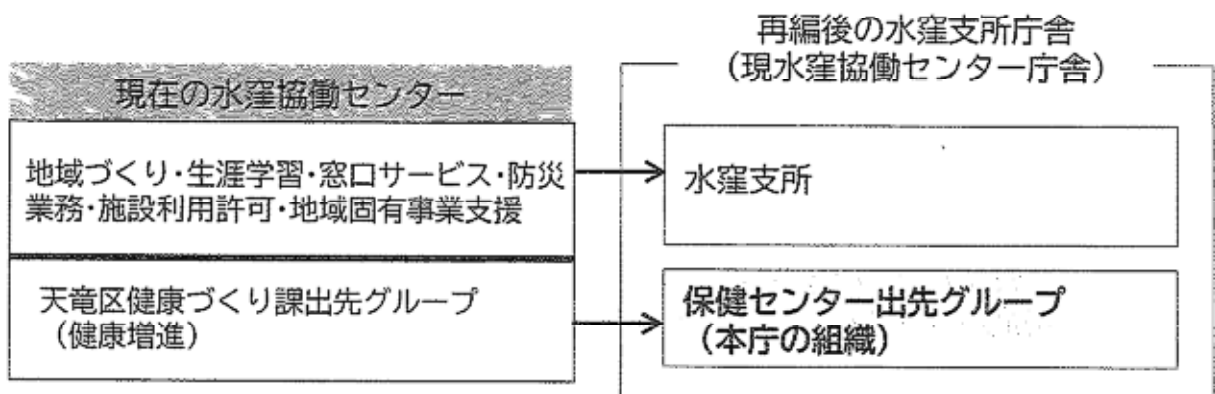 再編後の水窪支所庁舎
（現水窪協働センター庁舎）
現在の水窪協働センター
地域づくり・生涯学習・窓口サービス・防災
業務・施設利用許可・地域固有事業支援
水窪支所
天竜区健康づくり課出先グループ
（健康増進）
保健センター出先グループ
（本庁の組織）